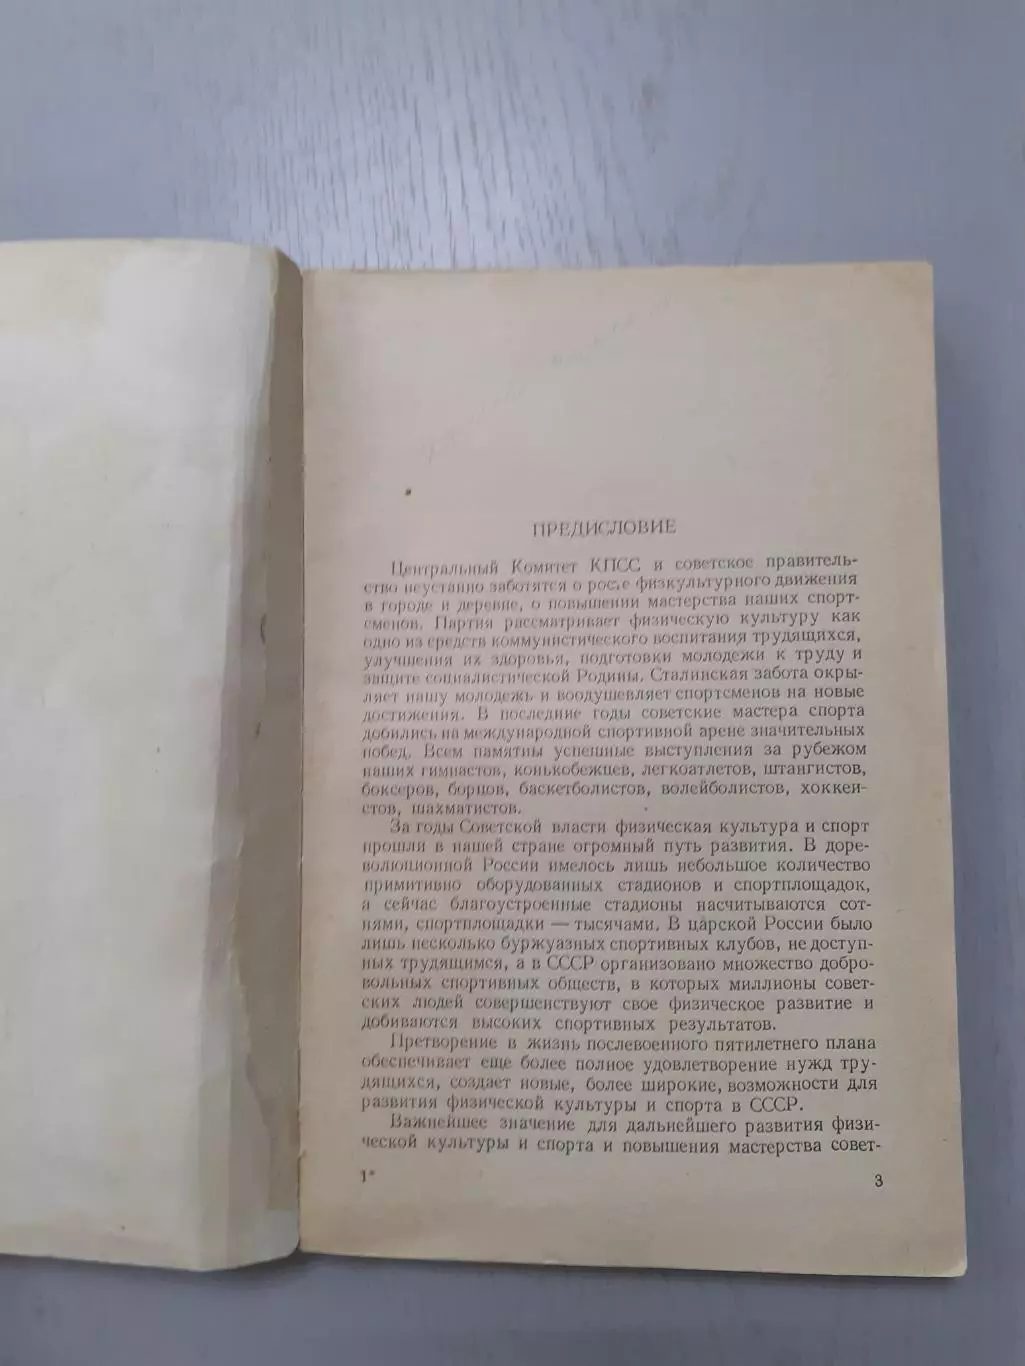 ПРЕДИСЛОВИЕ
Центральный Комитет КПСС и советское правитель-
ство неустанно заботятся о росте физкультурного движения
в городе и деревне, о повышении мастерства наших спорт-
сменов. Партия рассматривает физическую культуру как
одно из средств коммунистического воспитания трудящихся,
улучшения их здоровья, подготовки молодежи к труду и
защите социалистической Родины. Сталинская забота окры-
ляет нашу молодежь и воодушевляет спортсменов на новые
достижения. В последние годы советские мастера спорта
добились на международной спортивной арене значительных
побед. Всем памятны успешные выступления за рубежом
наших гимнастов, конькобежцев, легкоатлетов, штангистов,
боксеров, борцов, баскетболистов, волейболистов, хоккеи-
стов, шахматистов.
За годы Советской власти физическая культура и спорт
прошли в нашей стране огромный путь развития. В доре-
волюционной России имелось лишь небольшое количество
примитивно оборудованных стадионов и спортплощадок,
а сейчас благоустроенные стадионы насчитываются сот-
нями, спортплощадки — тысячами. В царской России было
лишь несколько буржуазных спортивных клубов, не доступ-
ных трудящимся, а в СССР организовано множество добро-
вольных спортивных обществ, в которых миллионы совет-
ских людей совершенствуют свое физическое развитие и
добиваются высоких спортивных результатов.
Претворение в жизнь послевоенного пятилетнего плана
обеспечивает еще более полное удовлетворение нужд тру-
дящихся, создает новые, более широкие, возможности для
развития физической культуры и спорта в СССР.
Важнейшее значение для дальнейшего развития физи-
ческой культуры и спорта и повышения мастерства совет-
1*
3